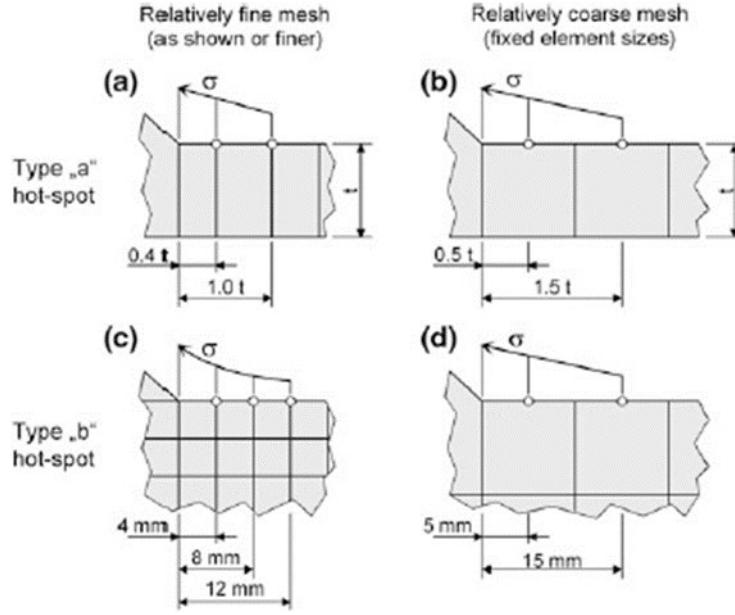 Relatively fine mesh
(as shown or finer)
Relatively coarse mesh
(fixed element sizes)
(a)
σ
(b)
σ
Type „a“
hot-spot
t
t
0.4 t
1.0 t
0.5 t
1.5 t
(c)
σ
(d)
σ
Type „b“
hot-spot
4 mm
8 mm
12 mm
5 mm
15 mm